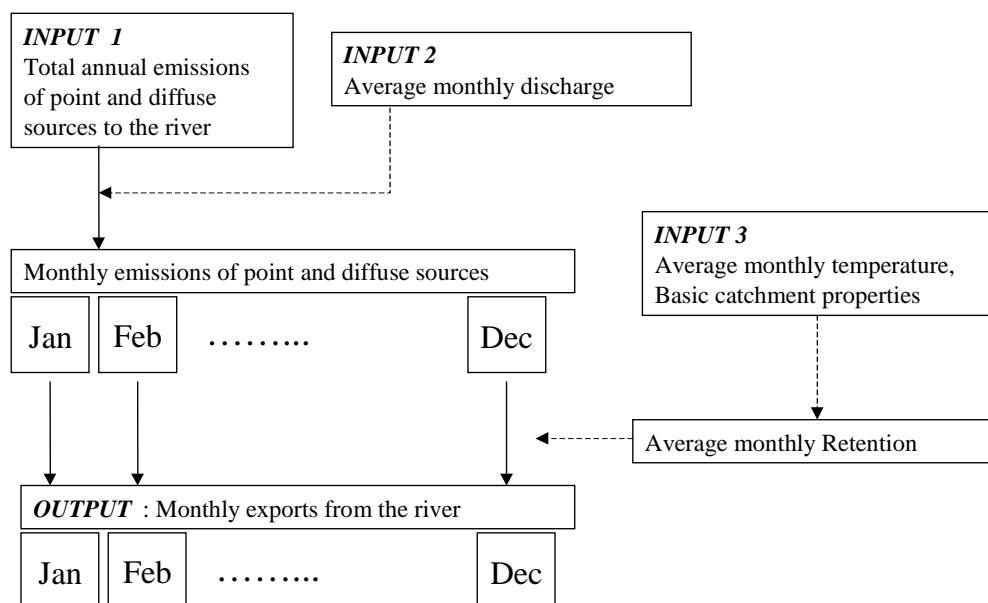 INPUT 1
Total annual emissions
of point and diffuse
sources to the river
INPUT 2
Average monthly discharge
INPUT 3
Average monthly temperature,
Basic catchment properties
Monthly emissions of point and diffuse sources
Jan Feb ……... Dec
Average monthly Retention
OUTPUT : Monthly exports from the river
Jan Feb ……... Dec